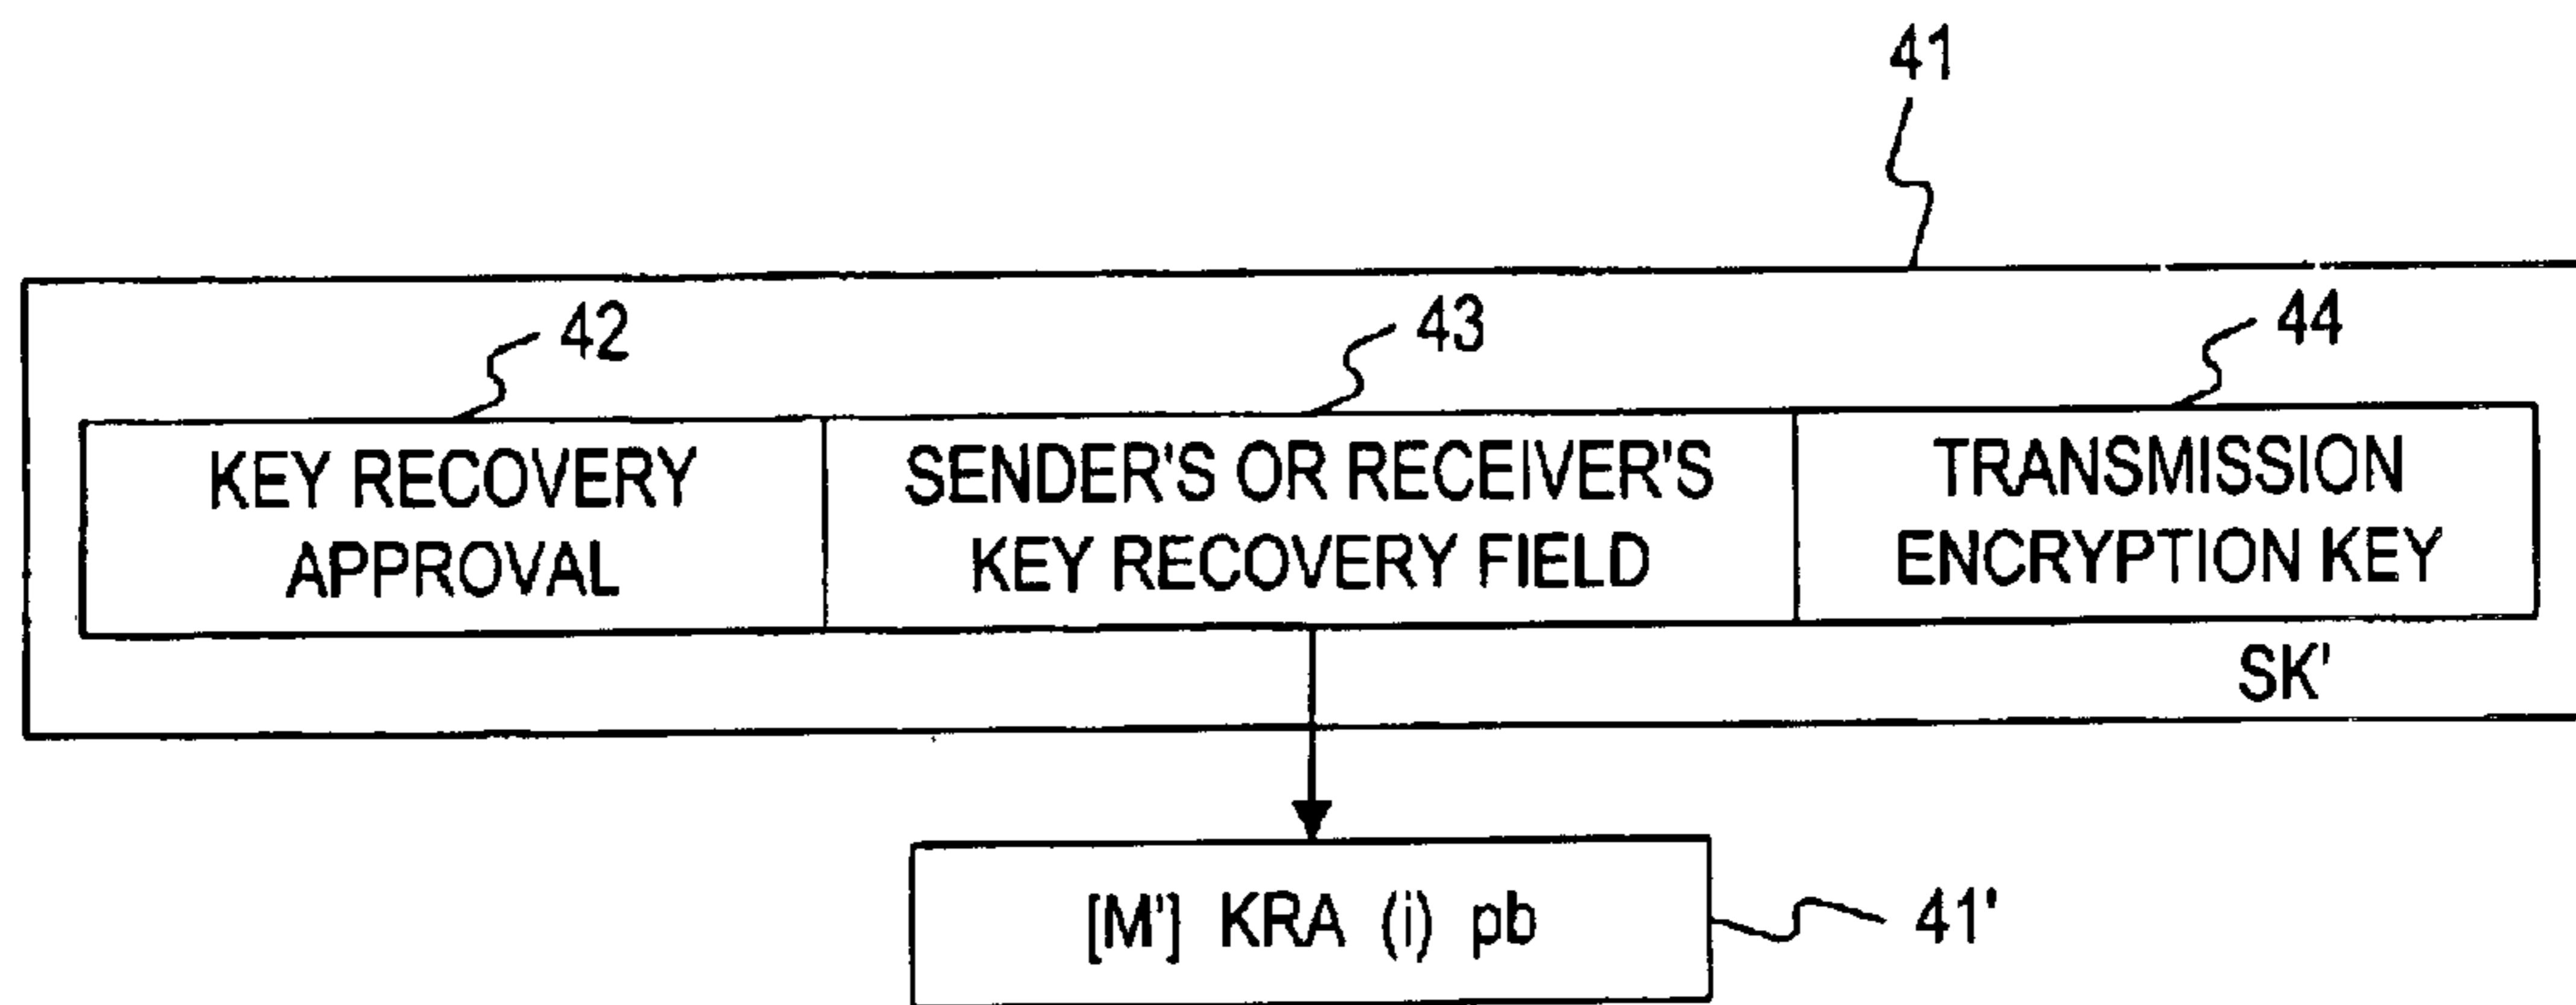 41
42
43
44
KEY RECOVERY
APPROVAL
SENDER'S OR RECEIVER'S
KEY RECOVERY FIELD
TRANSMISSION
ENCRYPTION KEY
SK'
[M'] KRA (i) pb
41'